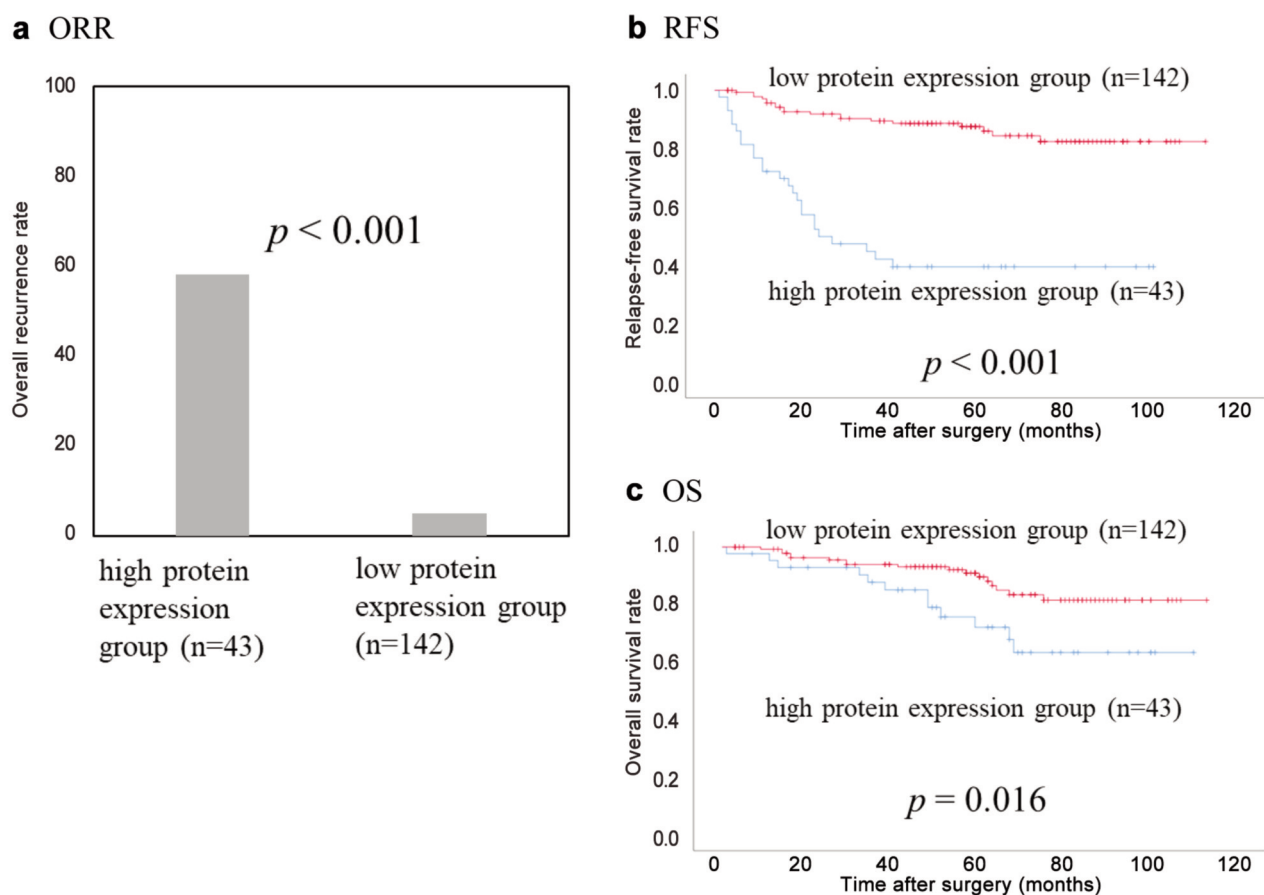 a ORR
100
80
60
40
20
0
Overall recurrence rate
p < 0.001
high protein
expression
group (n=43)
low protein
expression group
(n=142)
b RFS
low protein expression group (n=142)
1.0
0.8
0.6
0.4
0.2
0.0
Relapse-free survival rate
high protein expression group (n=43)
p < 0.001
0 20 40 60 80 100 120
Time after surgery (months)
c OS
low protein expression group (n=142)
1.0
0.8
0.6
0.4
0.2
0.0
Overall survival rate
high protein expression group (n=43)
p = 0.016
0 20 40 60 80 100 120
Time after surgery (months)